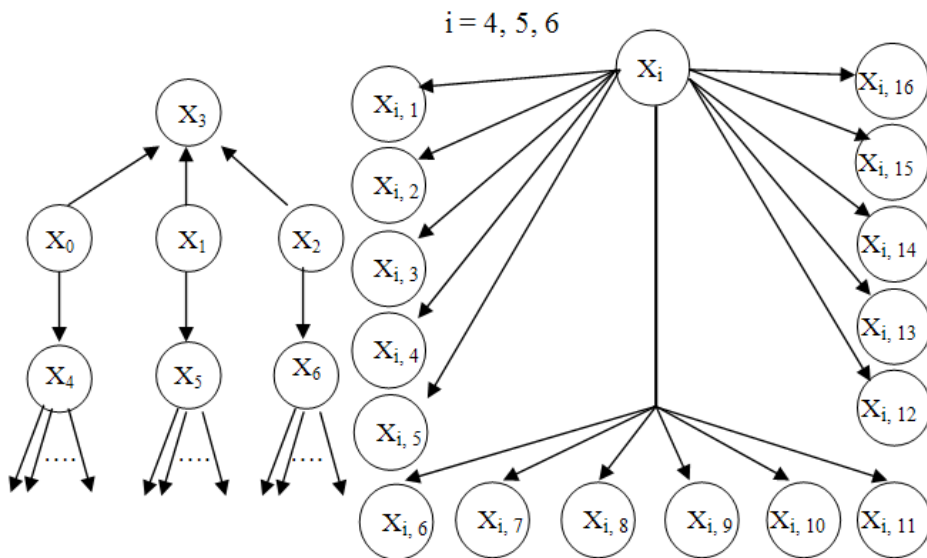 i = 4, 5, 6
X₃
X₀ X₁ X₂
X₄ X₅ X₆
.... .... ....
Xᵢ
Xᵢ, ₁
Xᵢ, ₂
Xᵢ, ₃
Xᵢ, ₄
Xᵢ, ₅
Xᵢ, ₆ Xᵢ, ₇ Xᵢ, ₈ Xᵢ, ₉ Xᵢ, ₁₀ Xᵢ, ₁₁
Xᵢ, ₁₆
Xᵢ, ₁₅
Xᵢ, ₁₄
Xᵢ, ₁₃
Xᵢ, ₁₂